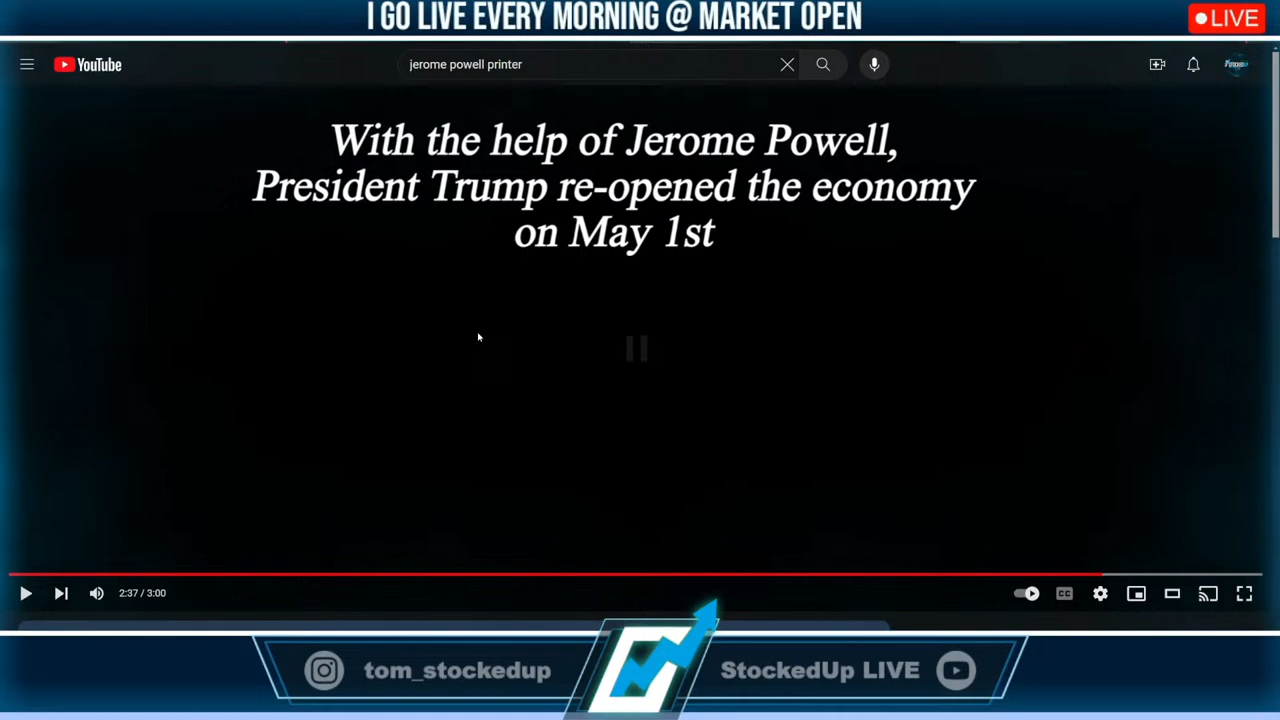 I GO LIVE EVERY MORNING @ MARKET OPEN
LIVE
YouTube
jerome powell printer
With the help of Jerome Powell,
President Trump re-opened the economy
on May 1st
2:37 / 3:00
CC
tom_stockedup
StockedUp LIVE